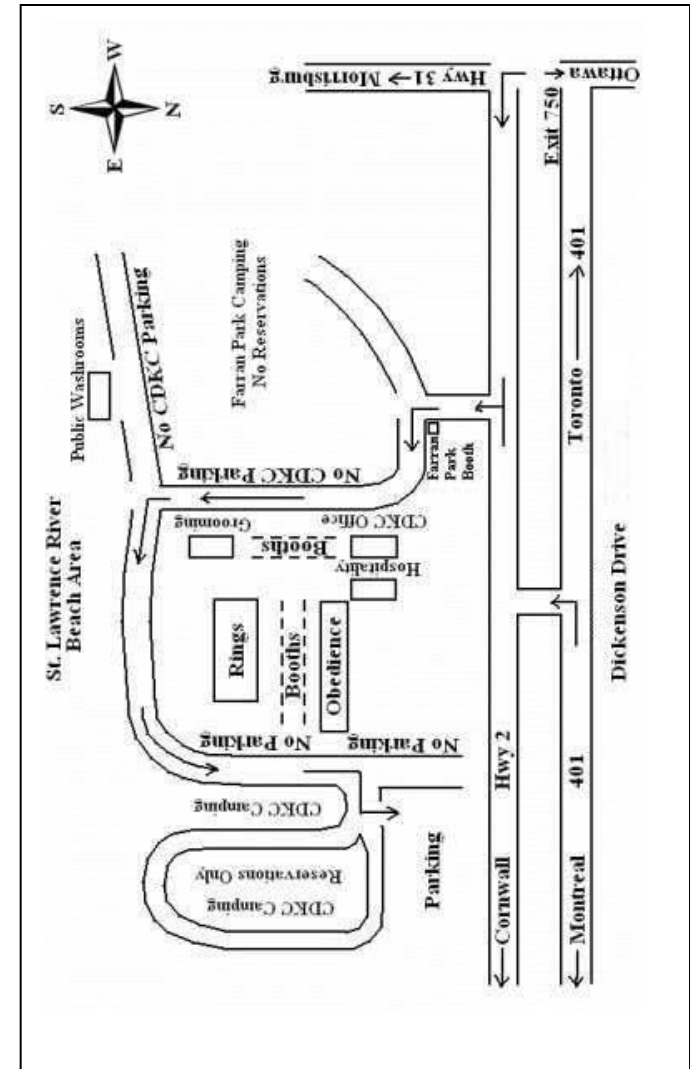 W
S
N
E
Morrisburg ← Hwy 31
Ottawa
Exit 750
401
Toronto
Public Washrooms
No CDKC Parking
Farran Park Camping
No Reservations
No CDKC Parking
Farran
Park
Booth
St. Lawrence River
Beach Area
Grooming
Booths
CDKC Office
Hospitality
Rings
Booths
Obedience
Dickenson Drive
No Parking
No Parking
CDKC Camping
Reservations Only
CDKC Camping
Parking
Hwy 2
Cornwall
401
Montreal